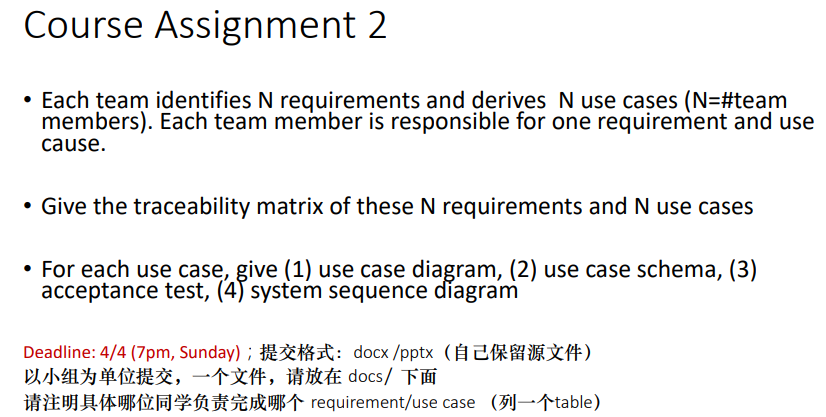 Course Assignment 2
• Each team identifies N requirements and derives N use cases (N=#team
members). Each team member is responsible for one requirement and use
cause.
• Give the traceability matrix of these N requirements and N use cases
• For each use case, give (1) use case diagram, (2) use case schema, (3)
acceptance test, (4) system sequence diagram
Deadline: 4/4 (7pm, Sunday)；提交格式：docx /pptx（自己保留源文件）
以小组为单位提交，一个文件，请放在 docs/ 下面
请注明具体哪位同学负责完成哪个 requirement/use case （列一个table）